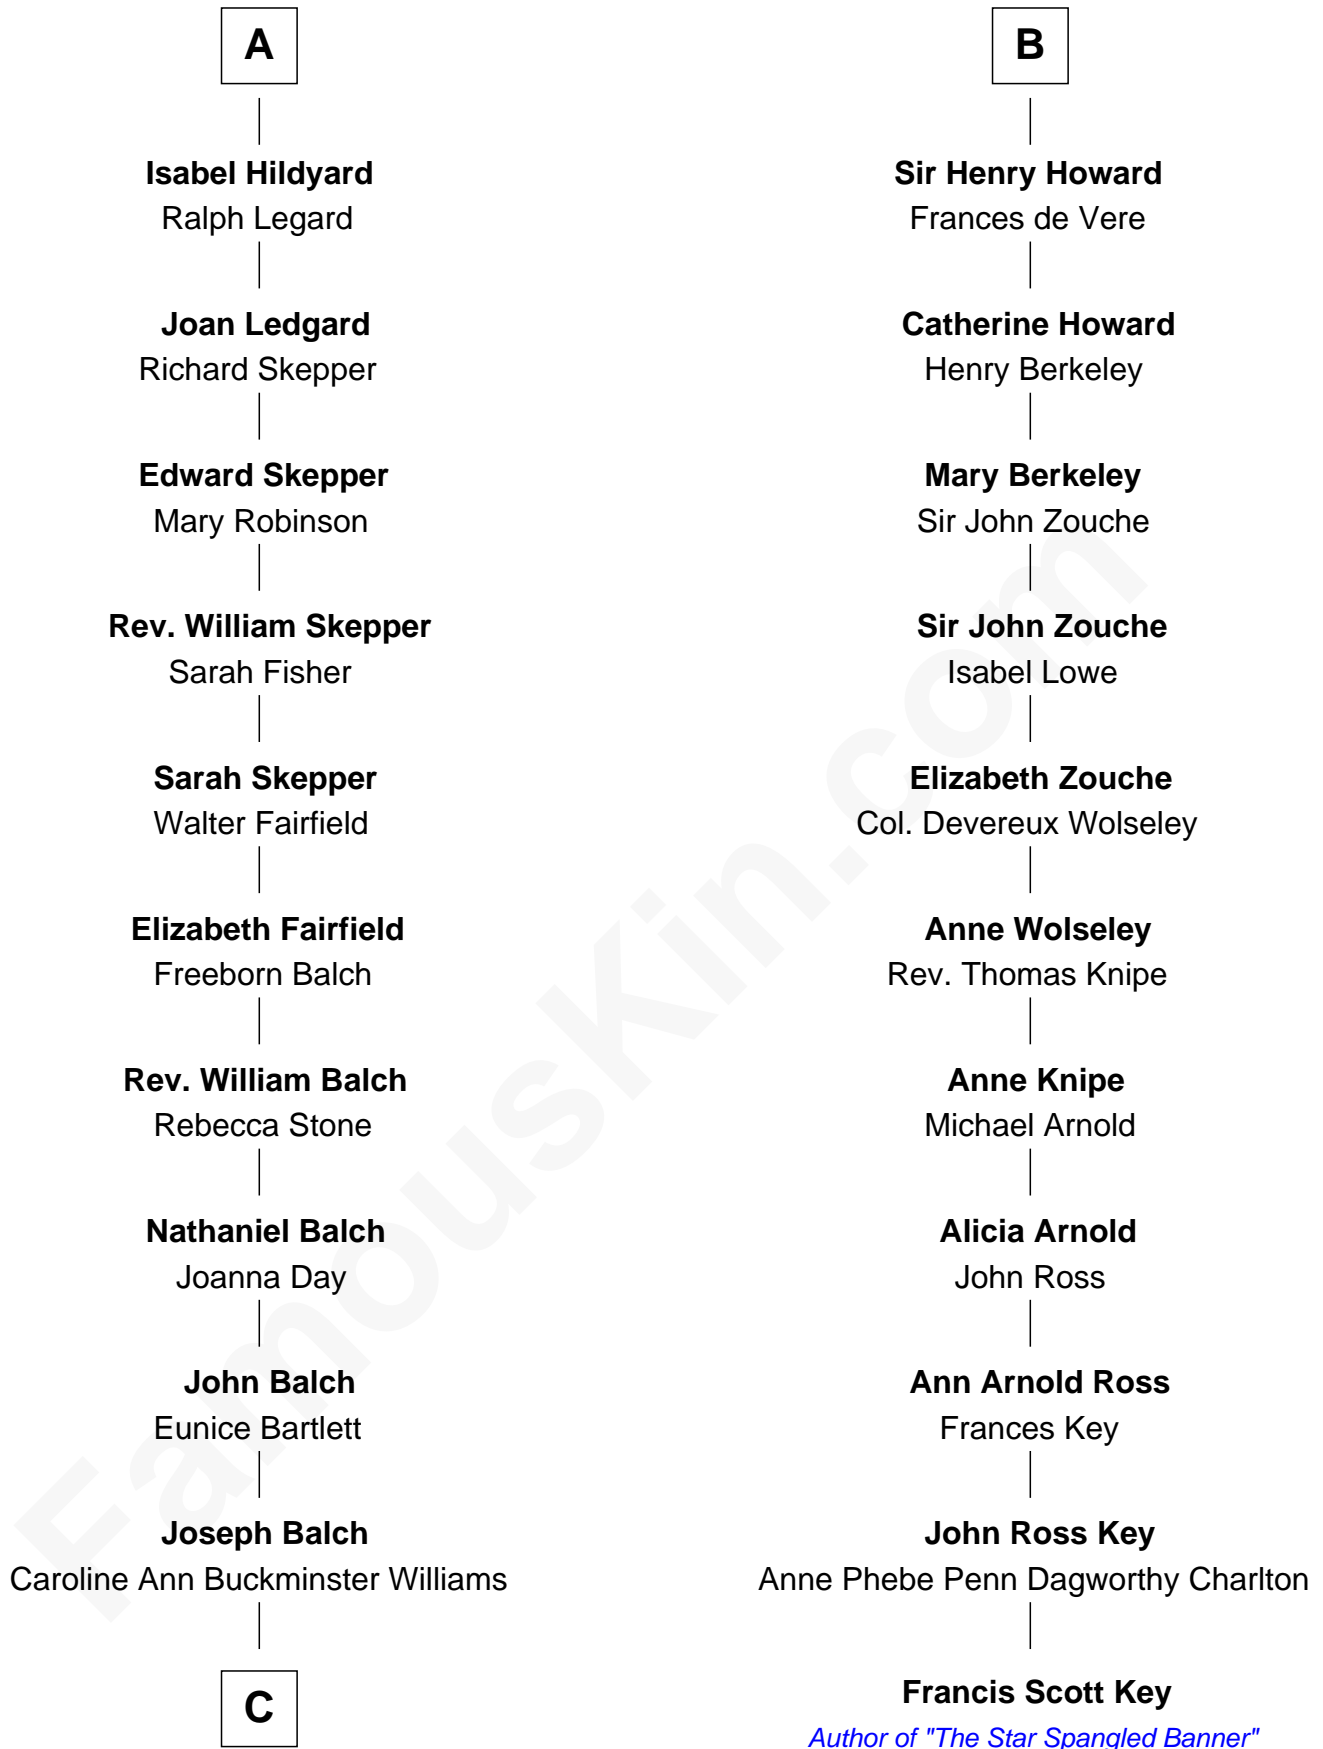 A
Isabel Hildyard
Ralph Legard
Joan Ledgard
Richard Skepper
Edward Skepper
Mary Robinson
Rev. William Skepper
Sarah Fisher
Sarah Skepper
Walter Fairfield
Elizabeth Fairfield
Freeborn Balch
Rev. William Balch
Rebecca Stone
Nathaniel Balch
Joanna Day
John Balch
Eunice Bartlett
Joseph Balch
Caroline Ann Buckminster Williams
C
B
Sir Henry Howard
Frances de Vere
Catherine Howard
Henry Berkeley
Mary Berkeley
Sir John Zouche
Sir John Zouche
Isabel Lowe
Elizabeth Zouche
Col. Devereux Wolseley
Anne Wolseley
Rev. Thomas Knipe
Anne Knipe
Michael Arnold
Alicia Arnold
John Ross
Ann Arnold Ross
Frances Key
John Ross Key
Anne Phebe Penn Dagworthy Charlton
Francis Scott Key
Author of "The Star Spangled Banner"
FamousKin.com